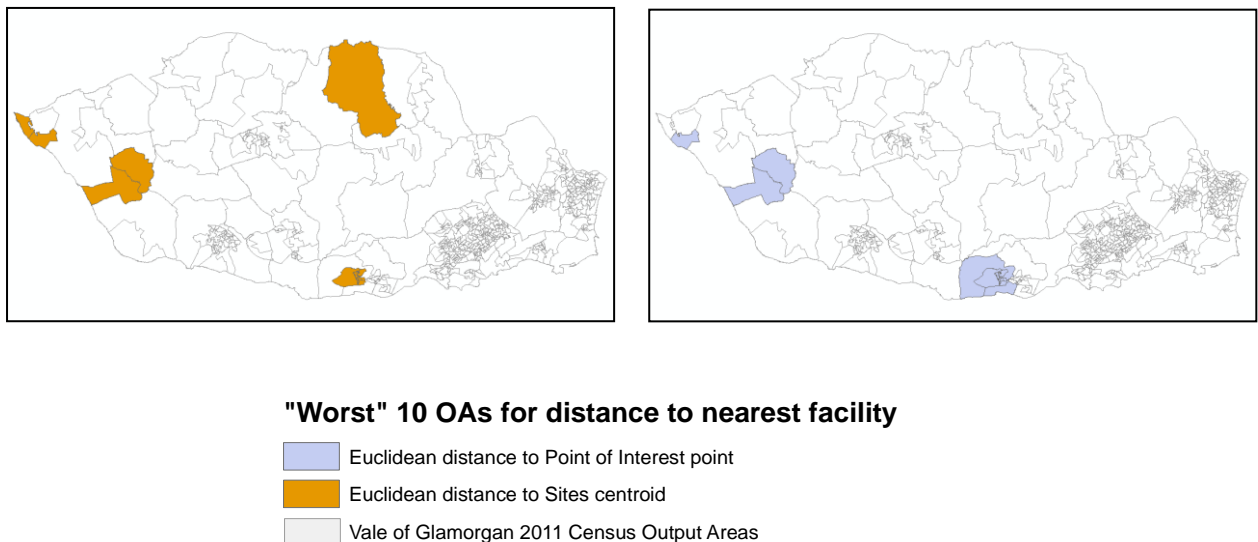 "Worst" 10 OAs for distance to nearest facility
Euclidean distance to Point of Interest point
Euclidean distance to Sites centroid
Vale of Glamorgan 2011 Census Output Areas